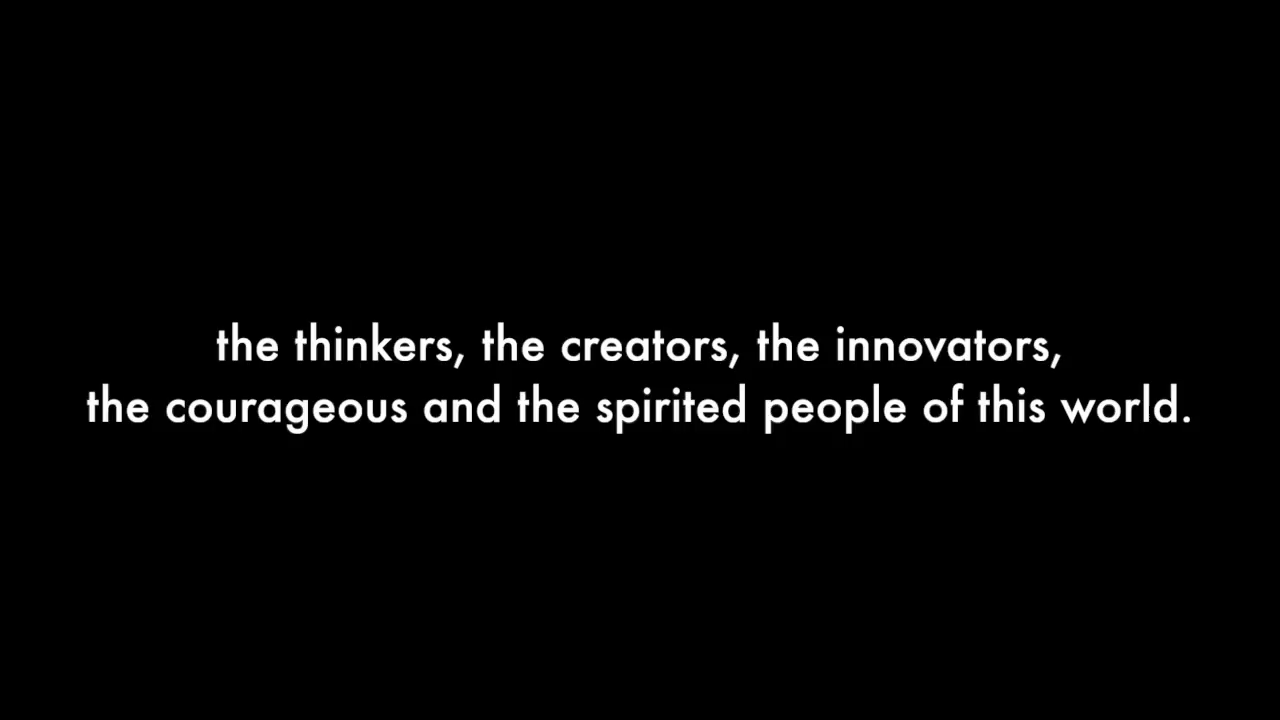 the thinkers, the creators, the innovators,
the courageous and the spirited people of this world.